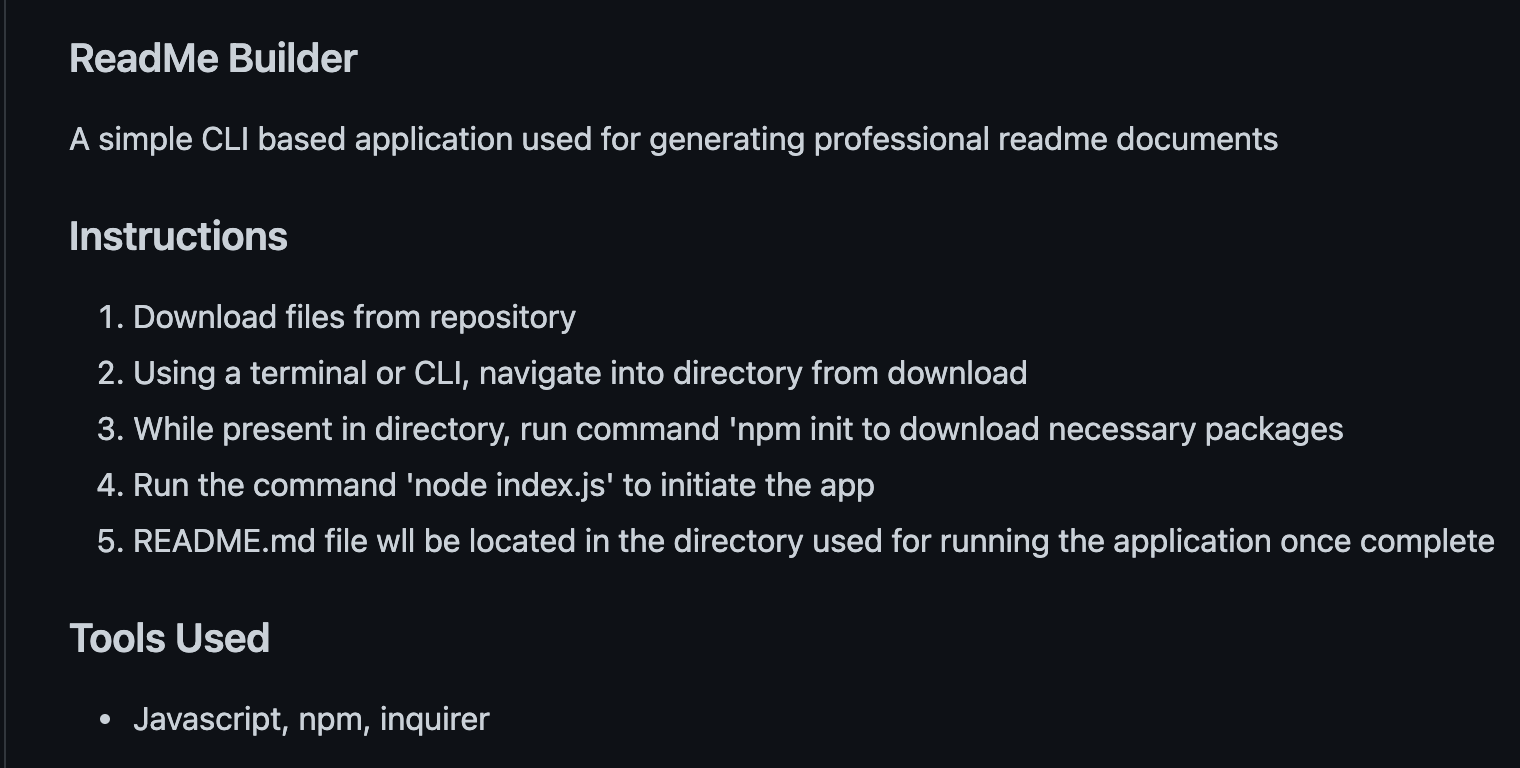 ReadMe Builder
A simple CLI based application used for generating professional readme documents
Instructions
1. Download files from repository
2. Using a terminal or CLI, navigate into directory from download
3. While present in directory, run command 'npm init to download necessary packages
4. Run the command 'node index.js' to initiate the app
5. README.md file wll be located in the directory used for running the application once complete
Tools Used
• Javascript, npm, inquirer